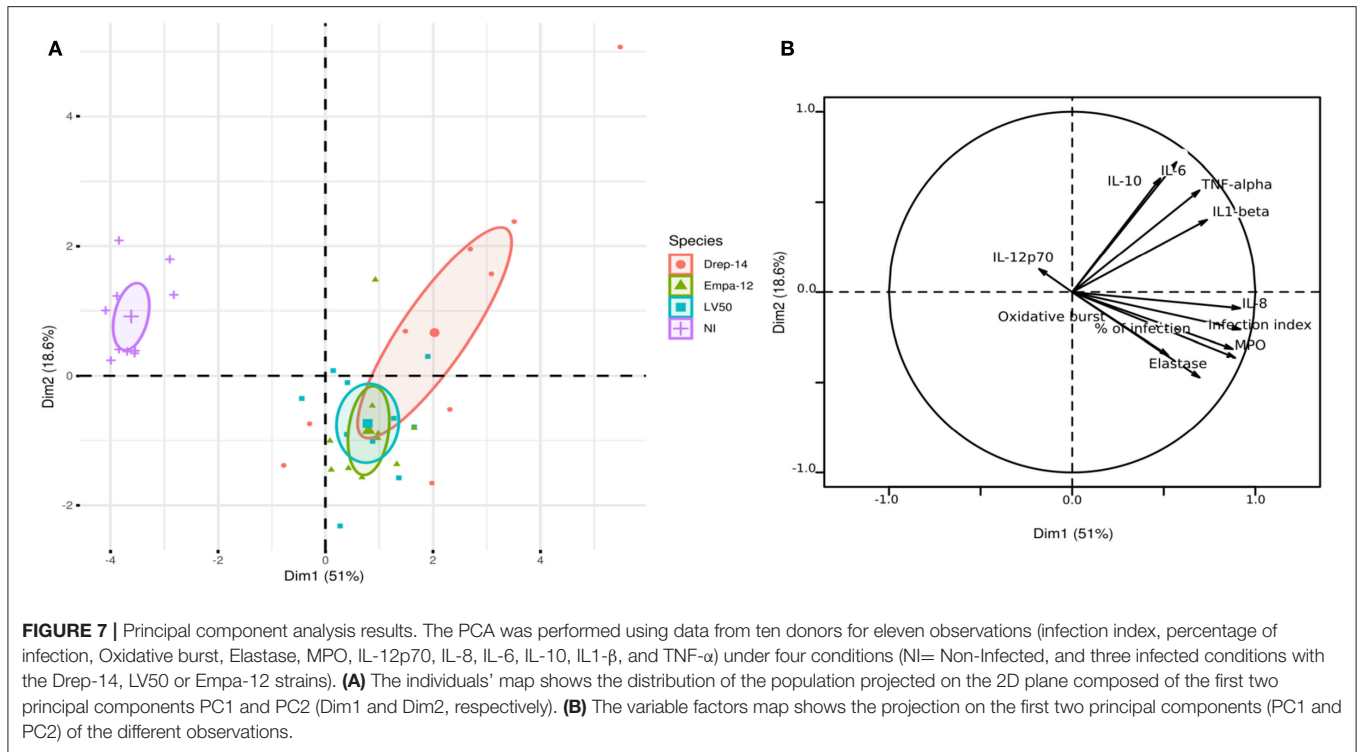 A
Dim2 (18.6%)
4
2
0
-2
-4
-2
0
2
4
Dim1 (51%)
Species
Drep-14
Empa-12
LV50
NI
B
Dim2 (18.6%)
1.0
0.0
-1.0
IL-10
IL-6
TNF-alpha
IL1-beta
IL-12p70
IL-8
Oxidative burst
% of infection
Infection index
MPO
Elastase
-1.0
0.0
1.0
Dim1 (51%)
FIGURE 7 | Principal component analysis results. The PCA was performed using data from ten donors for eleven observations (infection index, percentage of
infection, Oxidative burst, Elastase, MPO, IL-12p70, IL-8, IL-6, IL-10, IL1-β, and TNF-α) under four conditions (NI= Non-Infected, and three infected conditions with
the Drep-14, LV50 or Empa-12 strains). (A) The individuals' map shows the distribution of the population projected on the 2D plane composed of the first two
principal components PC1 and PC2 (Dim1 and Dim2, respectively). (B) The variable factors map shows the projection on the first two principal components (PC1 and
PC2) of the different observations.